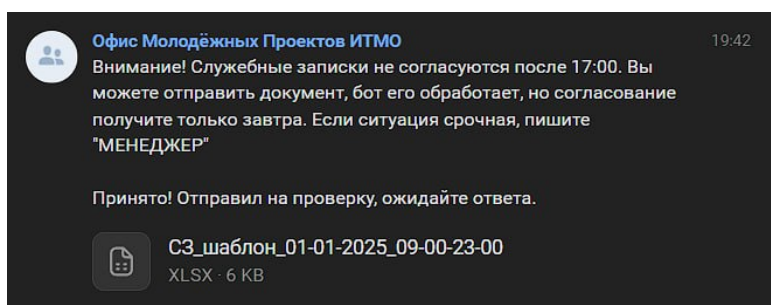 Офис Молодёжных Проектов ИТМО 19:42
Внимание! Служебные записки не согласуются после 17:00. Вы
можете отправить документ, бот его обработает, но согласование
получите только завтра. Если ситуация срочная, пишите
"МЕНЕДЖЕР"
Принято! Отправил на проверку, ожидайте ответа.
СЗ_шаблон_01-01-2025_09-00-23-00
XLSX · 6 KB